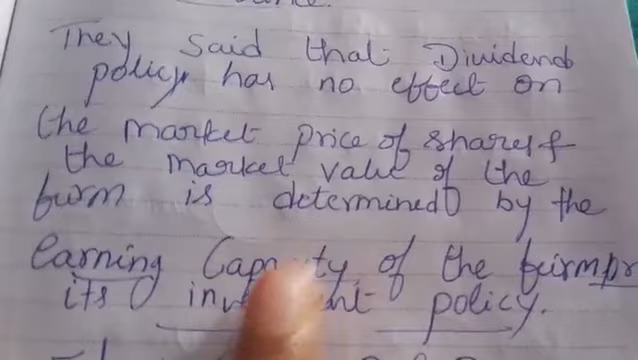 They said that Dividend
policy has no effect on
the market price of shares &
the market value of the
firm is determined by the
earning of the firm or
its policy.